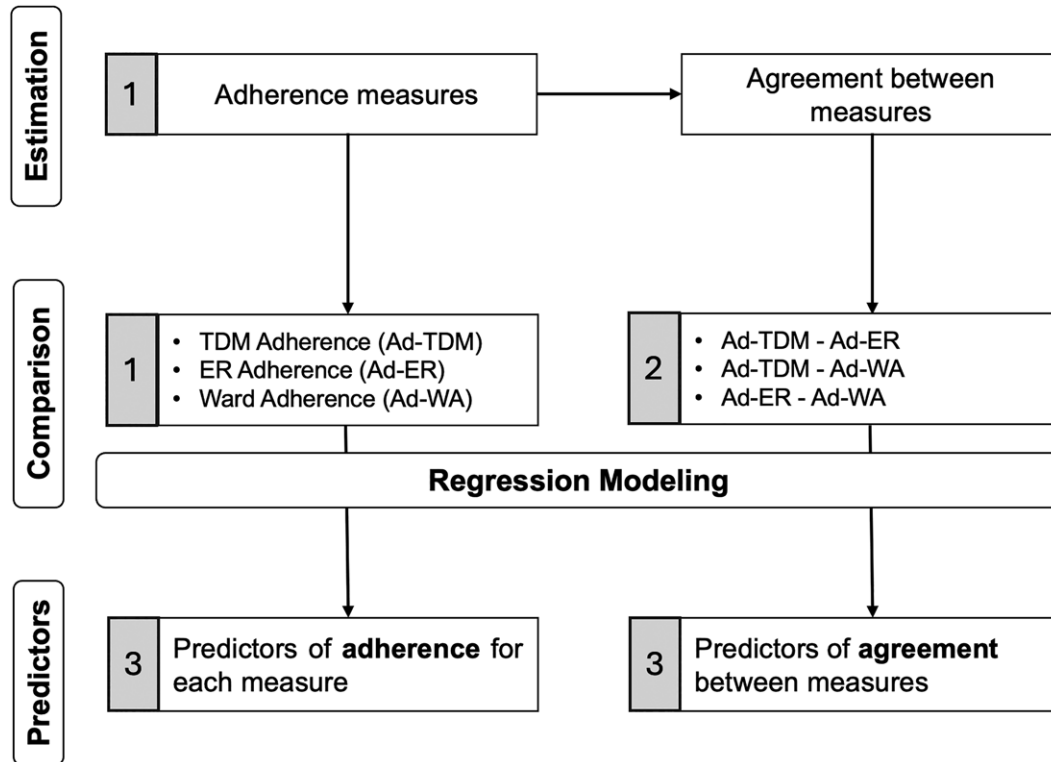 Estimation
1
Adherence measures
Agreement between
measures
Comparison
1
• TDM Adherence (Ad-TDM)
• ER Adherence (Ad-ER)
• Ward Adherence (Ad-WA)
2
• Ad-TDM - Ad-ER
• Ad-TDM - Ad-WA
• Ad-ER - Ad-WA
Regression Modeling
Predictors
3
Predictors of adherence for
each measure
3
Predictors of agreement
between measures